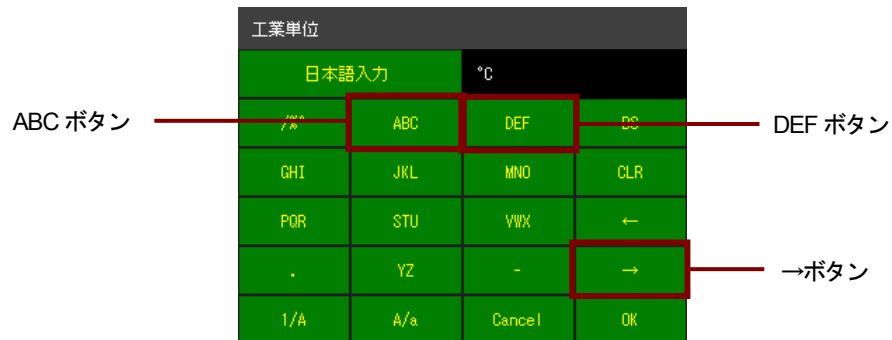 工業単位
日本語入力 °C
ABC ボタン /%° ABC DEF BS DEF ボタン
GHI JKL MNO CLR
PQR STU VWX ←
. YZ - → →ボタン
1/A A/a Cancel OK